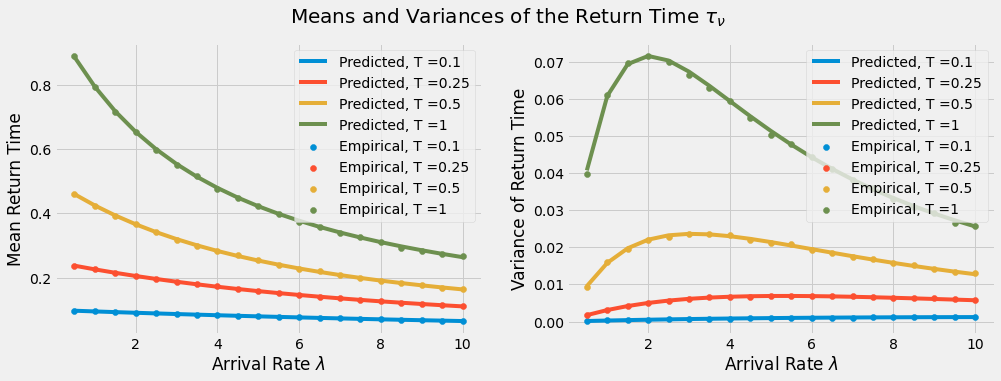 Means and Variances of the Return Time τν
Mean Return Time
0.8
0.6
0.4
0.2
2 4 6 8 10
Arrival Rate λ
Predicted, T =0.1
Predicted, T =0.25
Predicted, T =0.5
Predicted, T =1
Empirical, T =0.1
Empirical, T =0.25
Empirical, T =0.5
Empirical, T =1
Variance of Return Time
0.07
0.06
0.05
0.04
0.03
0.02
0.01
0.00
2 4 6 8 10
Arrival Rate λ
Predicted, T =0.1
Predicted, T =0.25
Predicted, T =0.5
Predicted, T =1
Empirical, T =0.1
Empirical, T =0.25
Empirical, T =0.5
Empirical, T =1